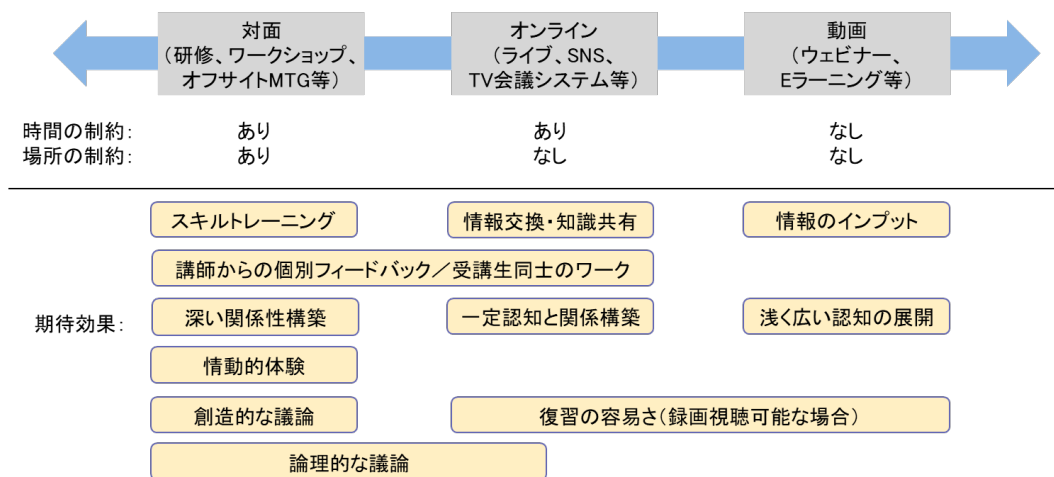 対面
(研修、ワークショップ、
オフサイトMTG等)
オンライン
(ライブ、SNS、
TV会議システム等)
動画
(ウェビナー、
Eラーニング等)
時間の制約: あり あり なし
場所の制約: あり なし なし
期待効果:
スキルトレーニング 情報交換・知識共有 情報のインプット
講師からの個別フィードバック／受講生同士のワーク
深い関係性構築 一定認知と関係構築 浅く広い認知の展開
情動的体験
創造的な議論 復習の容易さ(録画視聴可能な場合)
論理的な議論